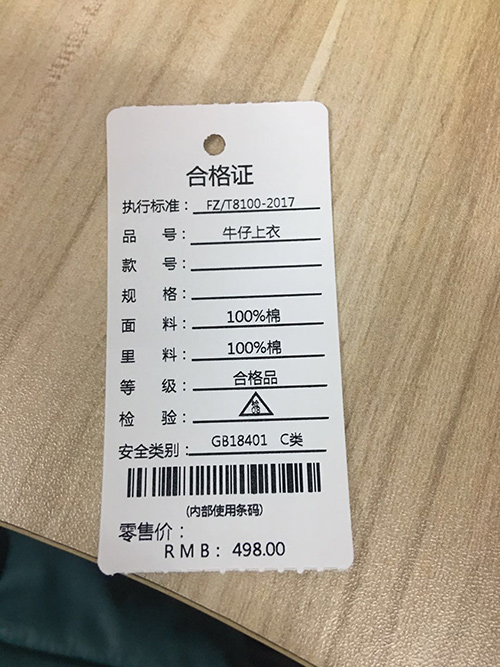 合格证
执行标准： FZ/T8100-2017
品 号： 牛仔上衣
款 号：
规 格：
面 料： 100%棉
里 料： 100%棉
等 级： 合格品
检 验：
安全类别： GB18401 C类
(内部使用条码)
零售价：
RMB： 498.00